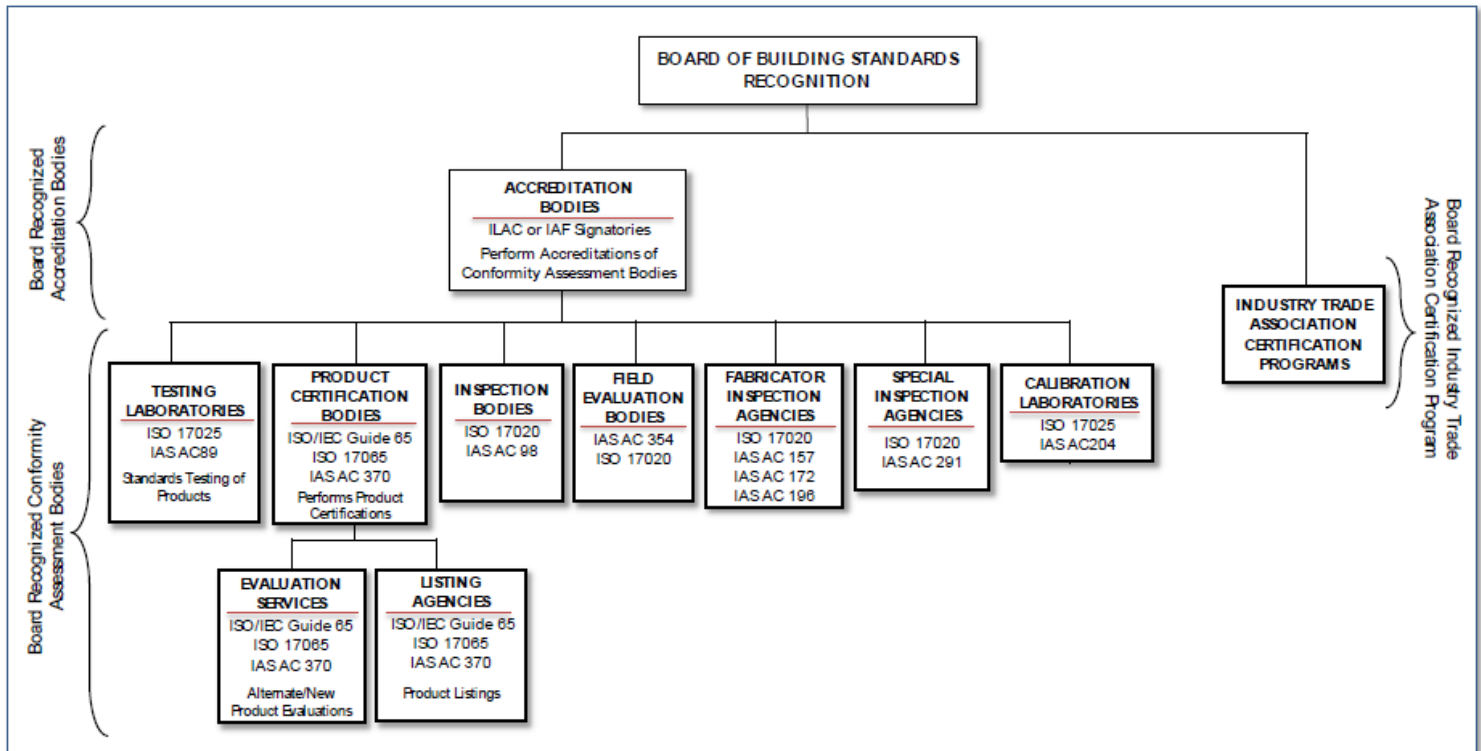 BOARD OF BUILDING STANDARDS
RECOGNITION
Board Recognized
Accreditation Bodies
ACCREDITATION
BODIES
ILAC or IAF Signatories
Perform Accreditations of
Conformity Assessment Bodies
Board Recognized Industry Trade
Association Certification Program
INDUSTRY TRADE
ASSOCIATION
CERTIFICATION
PROGRAMS
Board Recognized Conformity
Assessment Bodies
TESTING
LABORATORIES
ISO 17025
IAS AC89
Standards Testing of
Products
PRODUCT
CERTIFICATION
BODIES
ISO/IEC Guide 65
ISO 17065
IAS AC 370
Performs Product
Certifications
INSPECTION
BODIES
ISO 17020
IAS AC 98
FIELD
EVALUATION
BODIES
IAS AC 354
ISO 17020
FABRICATOR
INSPECTION
AGENCIES
ISO 17020
IAS AC 157
IAS AC 172
IAS AC 196
SPECIAL
INSPECTION
AGENCIES
ISO 17020
IAS AC 291
CALIBRATION
LABORATORIES
ISO 17025
IAS AC204
EVALUATION
SERVICES
ISO/IEC Guide 65
ISO 17065
IAS AC 370
Alternate/New
Product Evaluations
LISTING
AGENCIES
ISO/IEC Guide 65
ISO 17065
IAS AC 370
Product Listings